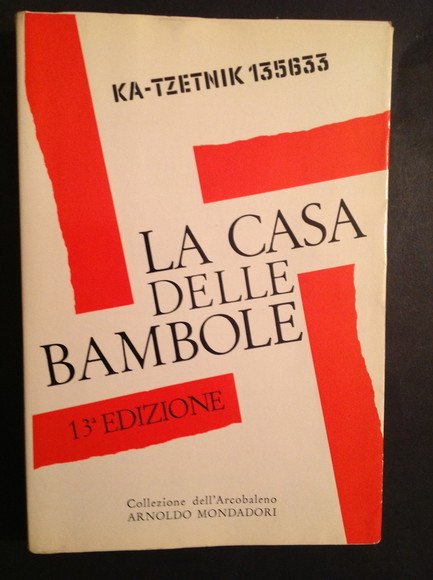 KA-TZETNIK 135633
LA CASA
DELLE
BAMBOLE
13ª EDIZIONE
Collezione dell'Arcobaleno
ARNOLDO MONDADORI